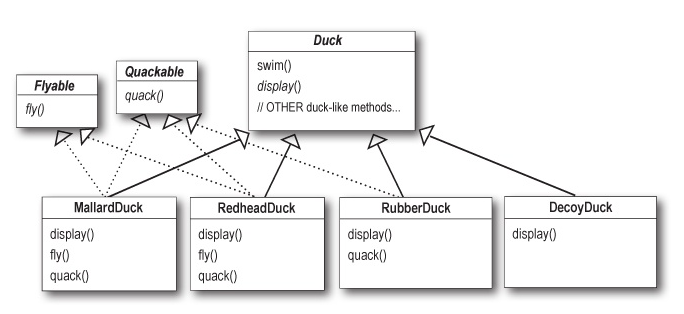 Duck
swim()
display()
// OTHER duck-like methods...
Flyable
fly()
Quackable
quack()
MallardDuck
display()
fly()
quack()
RedheadDuck
display()
fly()
quack()
RubberDuck
display()
quack()
DecoyDuck
display()